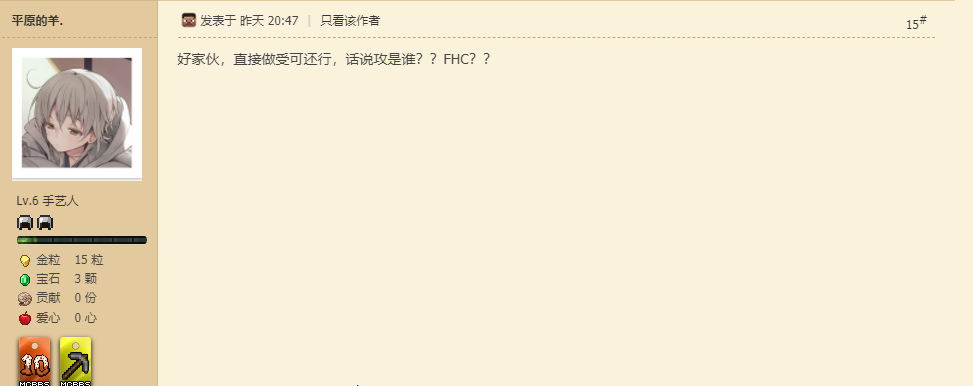 平原的羊.
发表于 昨天 20:47 | 只看该作者
15#
好家伙，直接做受可还行，话说攻是谁？？FHC？？
Lv.6 手艺人
金粒 15 粒
宝石 3 颗
贡献 0 份
爱心 0 心
10
MCBBS MCBBS